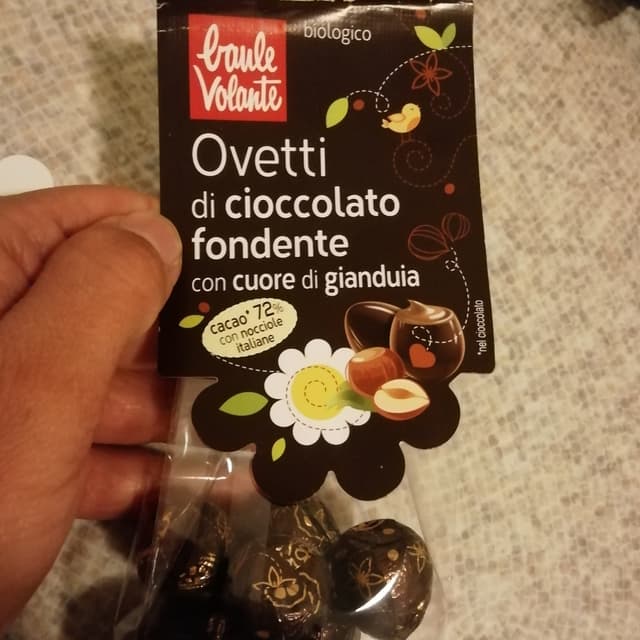 biologico
baule
Volante
Ovetti
di cioccolato
fondente
con cuore di gianduia
cacao* 72%
con nocciole
italiane
*nel cioccolato